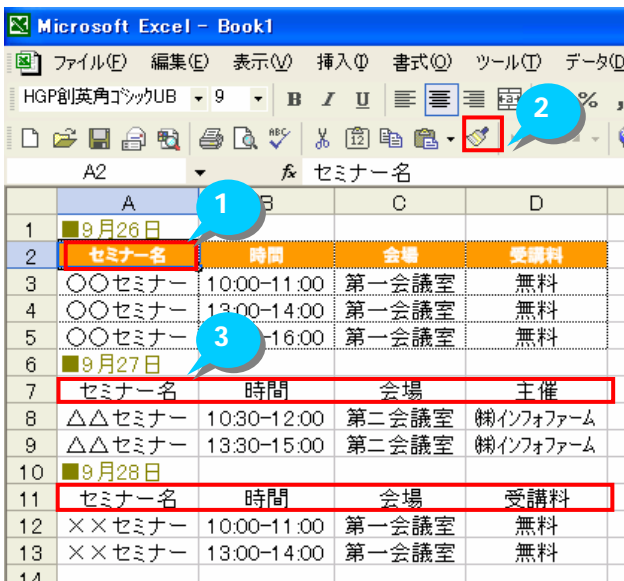 Microsoft Excel - Book1
ファイル(F) 編集(E) 表示(V) 挿入(I) 書式(O) ツール(T) データ(D
HGP創英角ゴシックUB 9 B I U 2 % ,
ABC 12
A2 fx セミナー名
A 1 B C D
1 ■9月26日
2 セミナー名 時間 会場 受講料
3 〇〇セミナー 10:00-11:00 第一会議室 無料
4 〇〇セミナー 13:00-14:00 第一会議室 無料
5 〇〇セミナー 3 -16:00 第一会議室 無料
6 ■9月27日
7 セミナー名 時間 会場 主催
8 △△セミナー 10:30-12:00 第二会議室 ㈱インフォファーム
9 △△セミナー 13:30-15:00 第二会議室 ㈱インフォファーム
10 ■9月28日
11 セミナー名 時間 会場 受講料
12 ××セミナー 10:00-11:00 第一会議室 無料
13 ××セミナー 13:00-14:00 第一会議室 無料
14